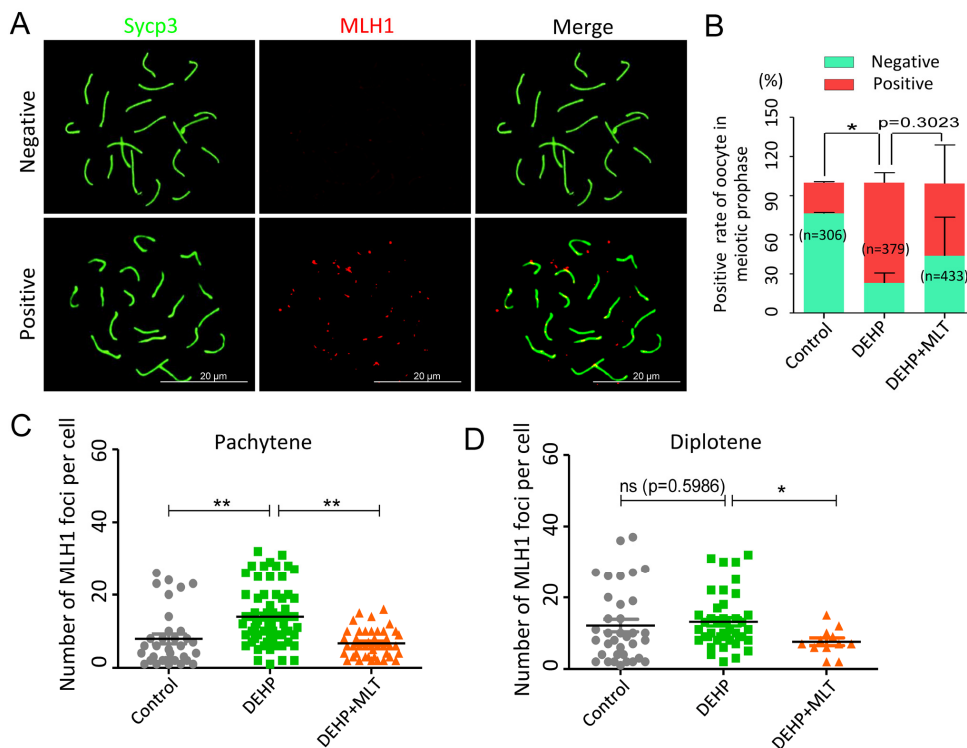 A
Sycp3
MLH1
Merge
Negative
Positive
20 µm
20 µm
20 µm
B
Negative
Positive
(%)
Positive rate of oocyte in
meiotic prophase
150
120
90
60
30
0
*
p=0.3023
(n=306)
(n=379)
(n=433)
Control
DEHP
DEHP+MLT
C
Pachytene
Number of MLH1 foci per cell
60
40
20
0
**
**
Control
DEHP
DEHP+MLT
D
Diplotene
Number of MLH1 foci per cell
60
40
20
0
ns (p=0.5986)
*
Control
DEHP
DEHP+MLT